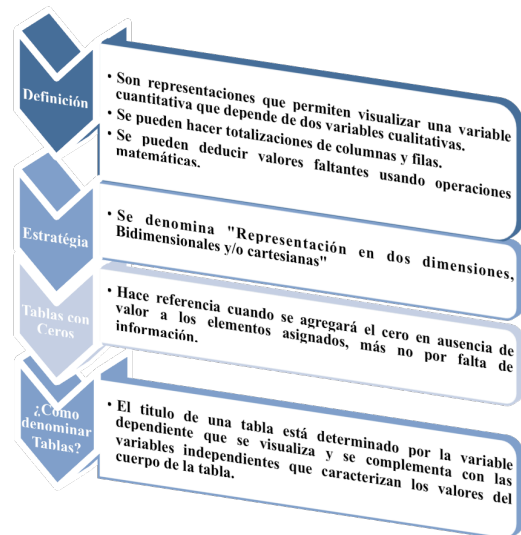 Definición
• Son representaciones que permiten visualizar una variable
cuantitativa que depende de dos variables cualitativas.
• Se pueden hacer totalizaciones de columnas y filas.
• Se pueden deducir valores faltantes usando operaciones
matemáticas.
Estratégia
• Se denomina "Representación en dos dimensiones,
Bidimensionales y/o cartesianas"
Tablas con
Ceros
• Hace referencia cuando se agregará el cero en ausencia de
valor a los elementos asignados, más no por falta de
información.
¿Cómo
denominar
Tablas?
• El titulo de una tabla está determinado por la variable
dependiente que se visualiza y se complementa con las
variables independientes que caracterizan los valores del
cuerpo de la tabla.